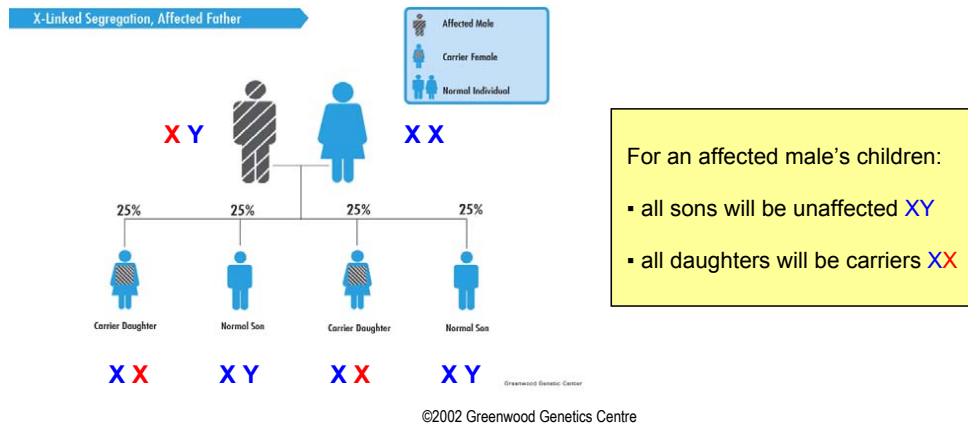 X-Linked Segregation, Affected Father
Affected Male
Carrier Female
Normal Individual
X Y
X X
25%
25%
25%
25%
Carrier Daughter
Normal Son
Carrier Daughter
Normal Son
X X
X Y
X X
X Y
Greenwood Genetic Center
For an affected male's children:
▪ all sons will be unaffected XY
▪ all daughters will be carriers XX
©2002 Greenwood Genetics Centre